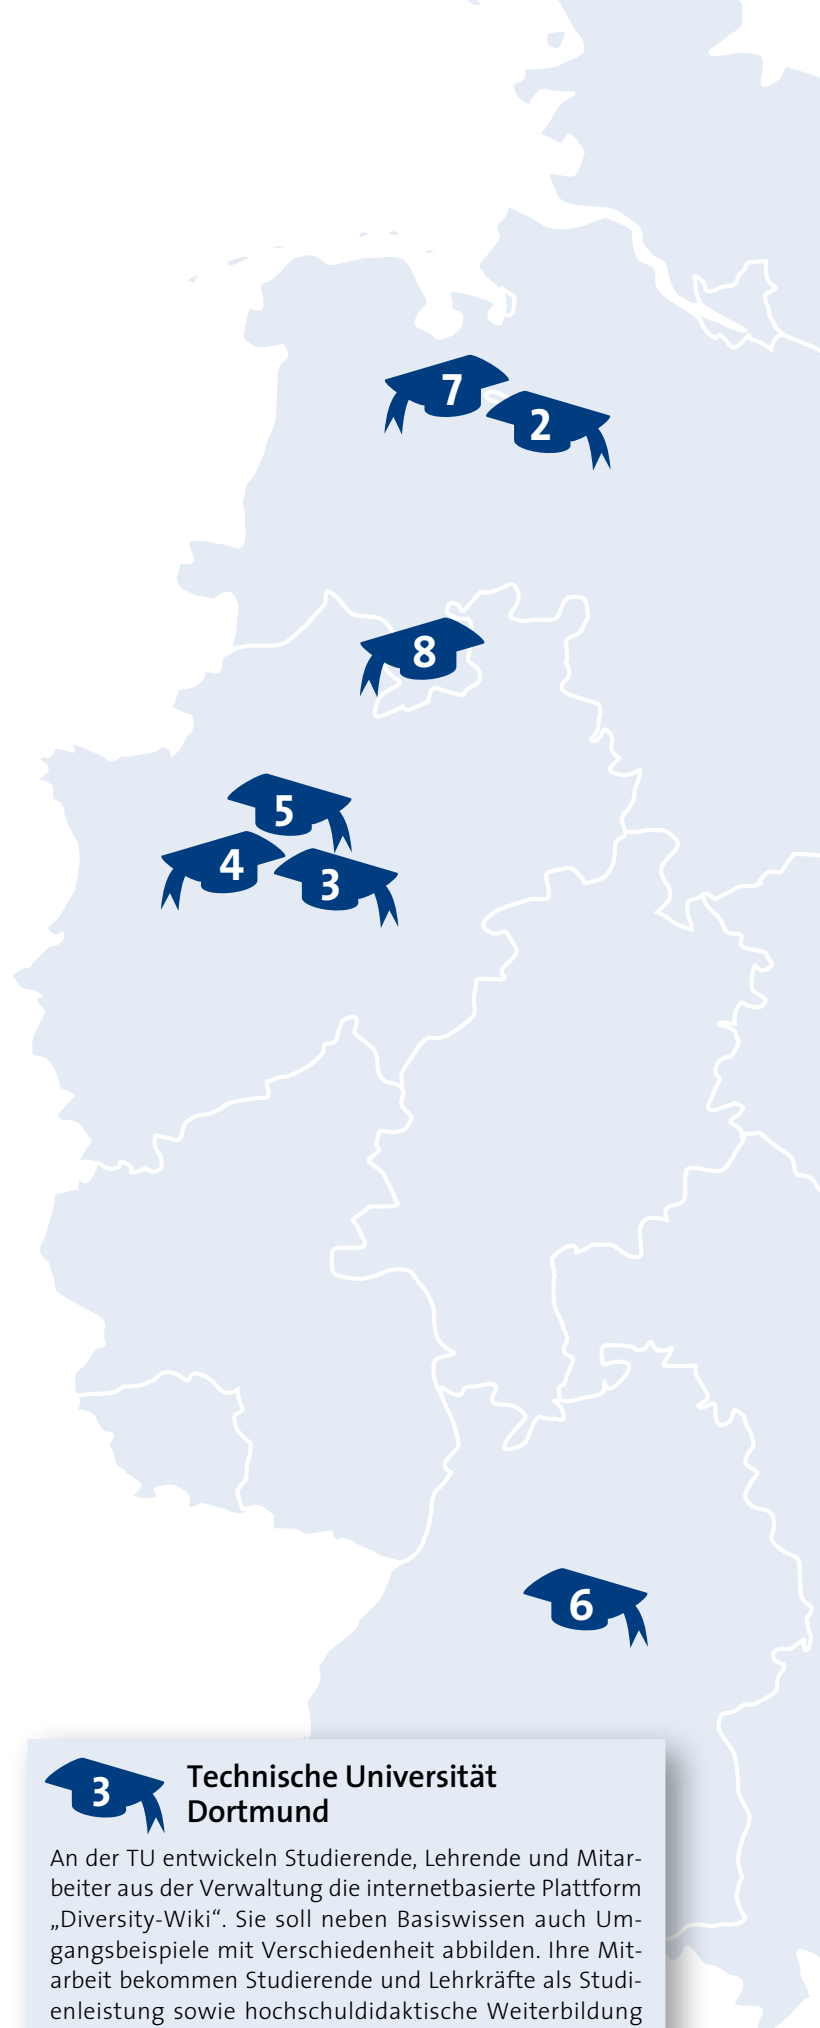 7
2
8
5
4
3
6
3
Technische Universität
Dortmund
An der TU entwickeln Studierende, Lehrende und Mitar-
beiter aus der Verwaltung die internetbasierte Plattform
„Diversity-Wiki“. Sie soll neben Basiswissen auch Um-
gangsbeispiele mit Verschiedenheit abbilden. Ihre Mit-
arbeit bekommen Studierende und Lehrkräfte als Studi-
enleistung sowie hochschuldidaktische Weiterbildung